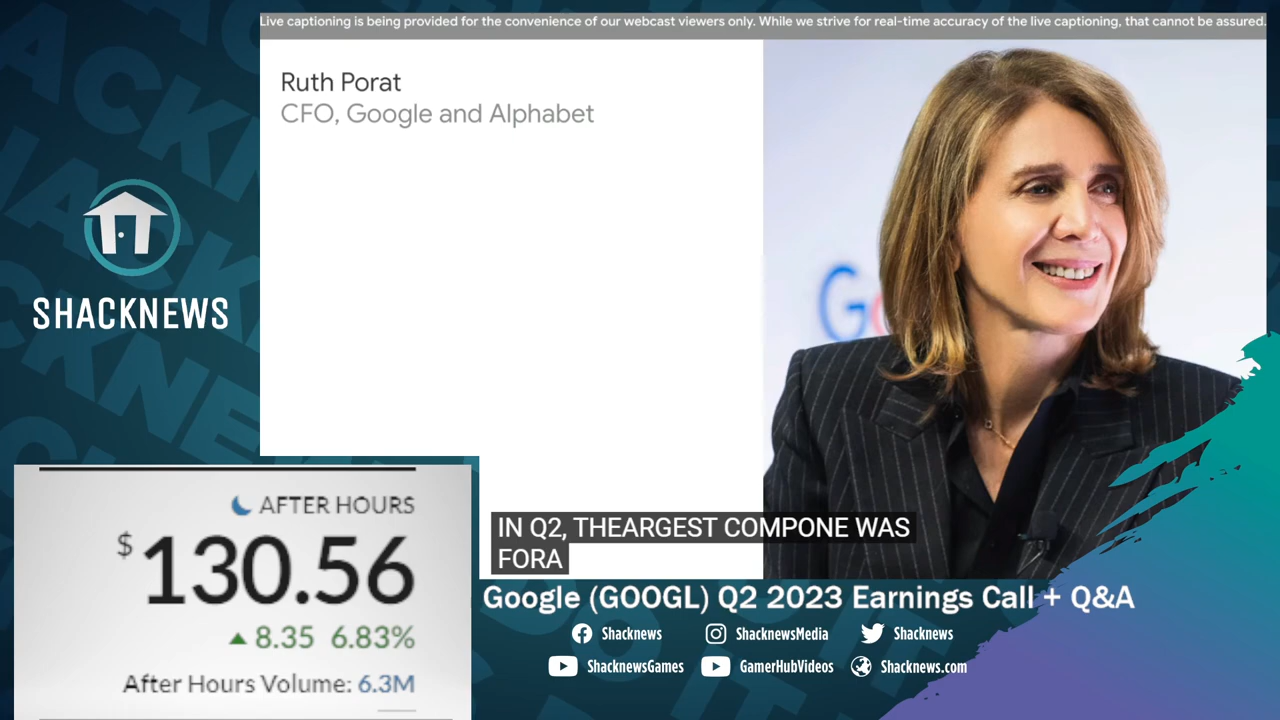 Live captioning is being provided for the convenience of our webcast viewers only. While we strive for real-time accuracy of the live captioning, that cannot be assured.
Ruth Porat
CFO, Google and Alphabet
SHACKNEWS
AFTER HOURS
$130.56
8.35 6.83%
After Hours Volume: 6.3M
IN Q2, THEARGEST COMPONE WAS
FORA
Google (GOOGL) Q2 2023 Earnings Call + Q&A
Shacknews ShacknewsMedia Shacknews
ShacknewsGames GamerHubVideos Shacknews.com